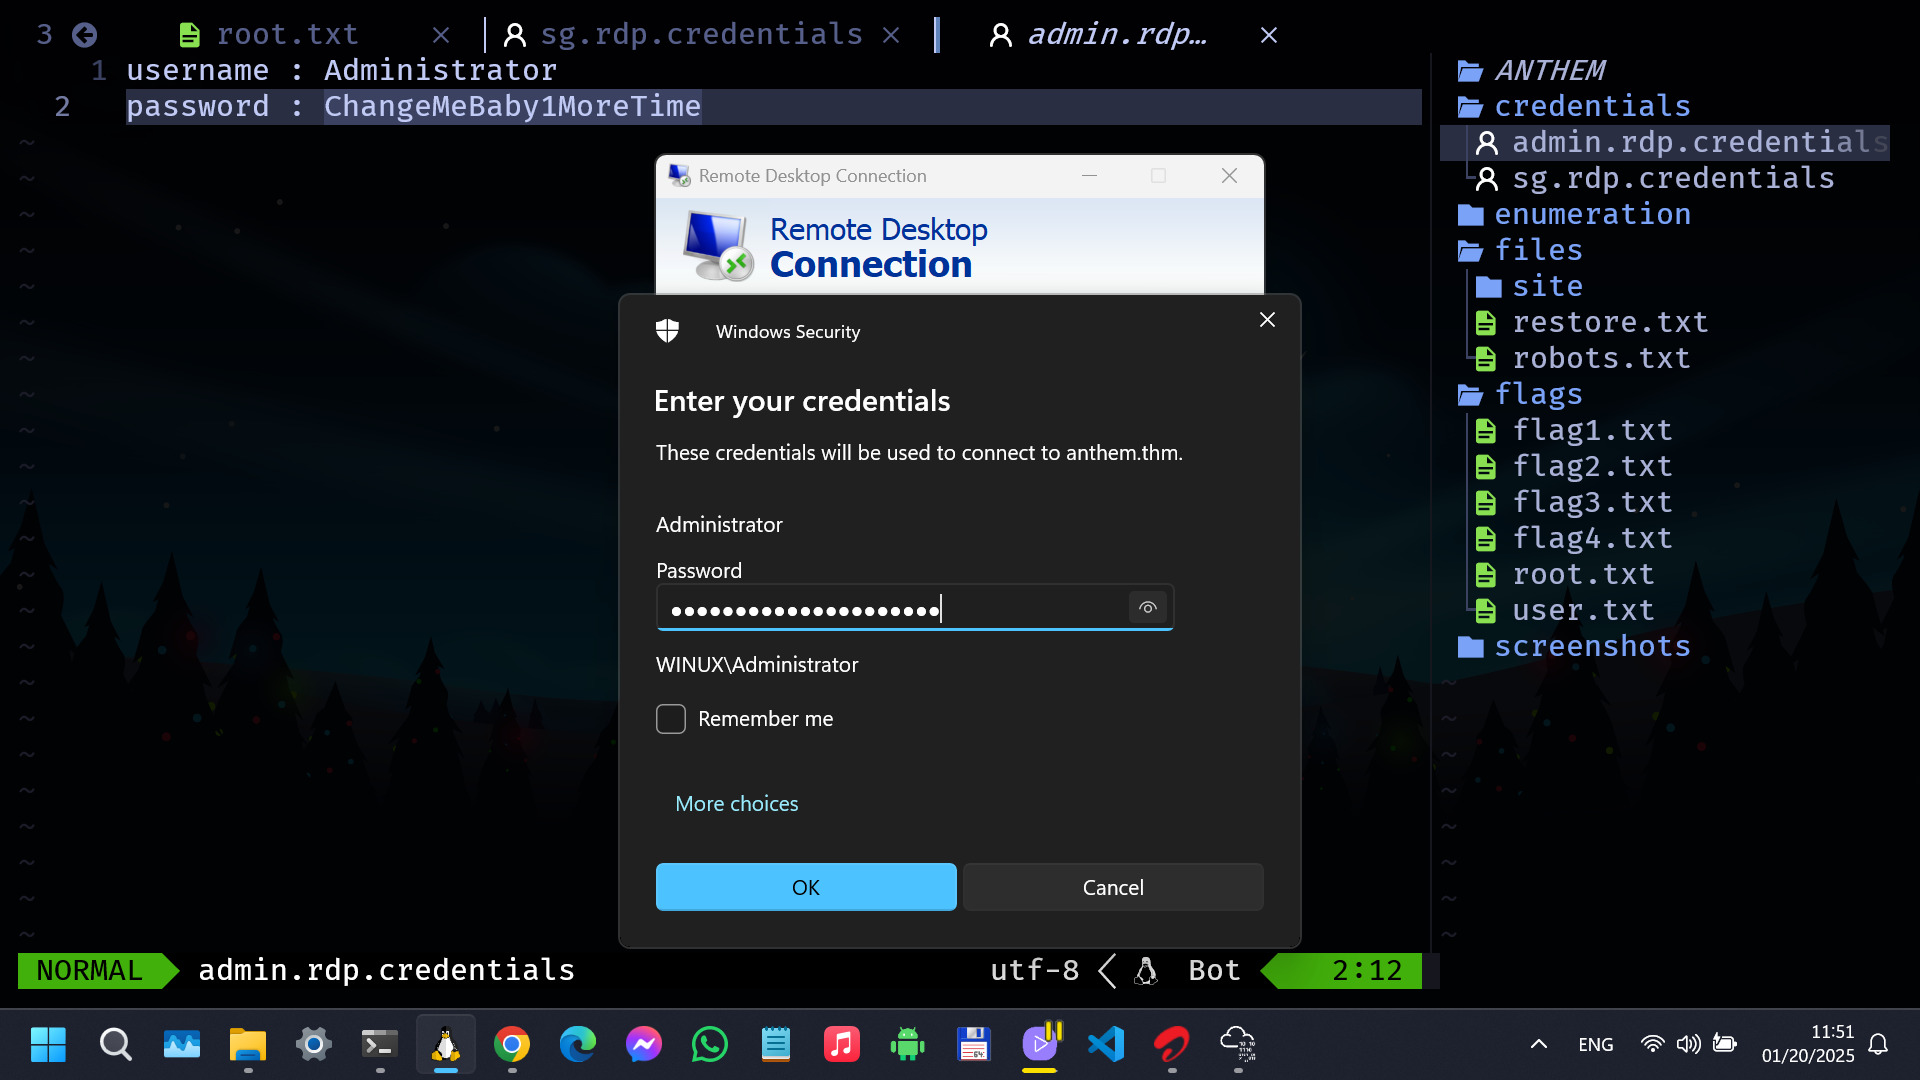 3 root.txt × sg.rdp.credentials × admin.rdp… ×
1 username : Administrator
2 password : ChangeMeBaby1MoreTime
ANTHEM
credentials
admin.rdp.credentials
sg.rdp.credentials
enumeration
files
site
restore.txt
robots.txt
flags
flag1.txt
flag2.txt
flag3.txt
flag4.txt
root.txt
user.txt
screenshots
Remote Desktop Connection
Remote Desktop
Connection
Windows Security
Enter your credentials
These credentials will be used to connect to anthem.thm.
Administrator
Password
●●●●●●●●●●●●●●●●●●●●●
WINUX\Administrator
Remember me
More choices
OK
Cancel
NORMAL admin.rdp.credentials utf-8 Bot 2:12
ENG
11:51
01/20/2025